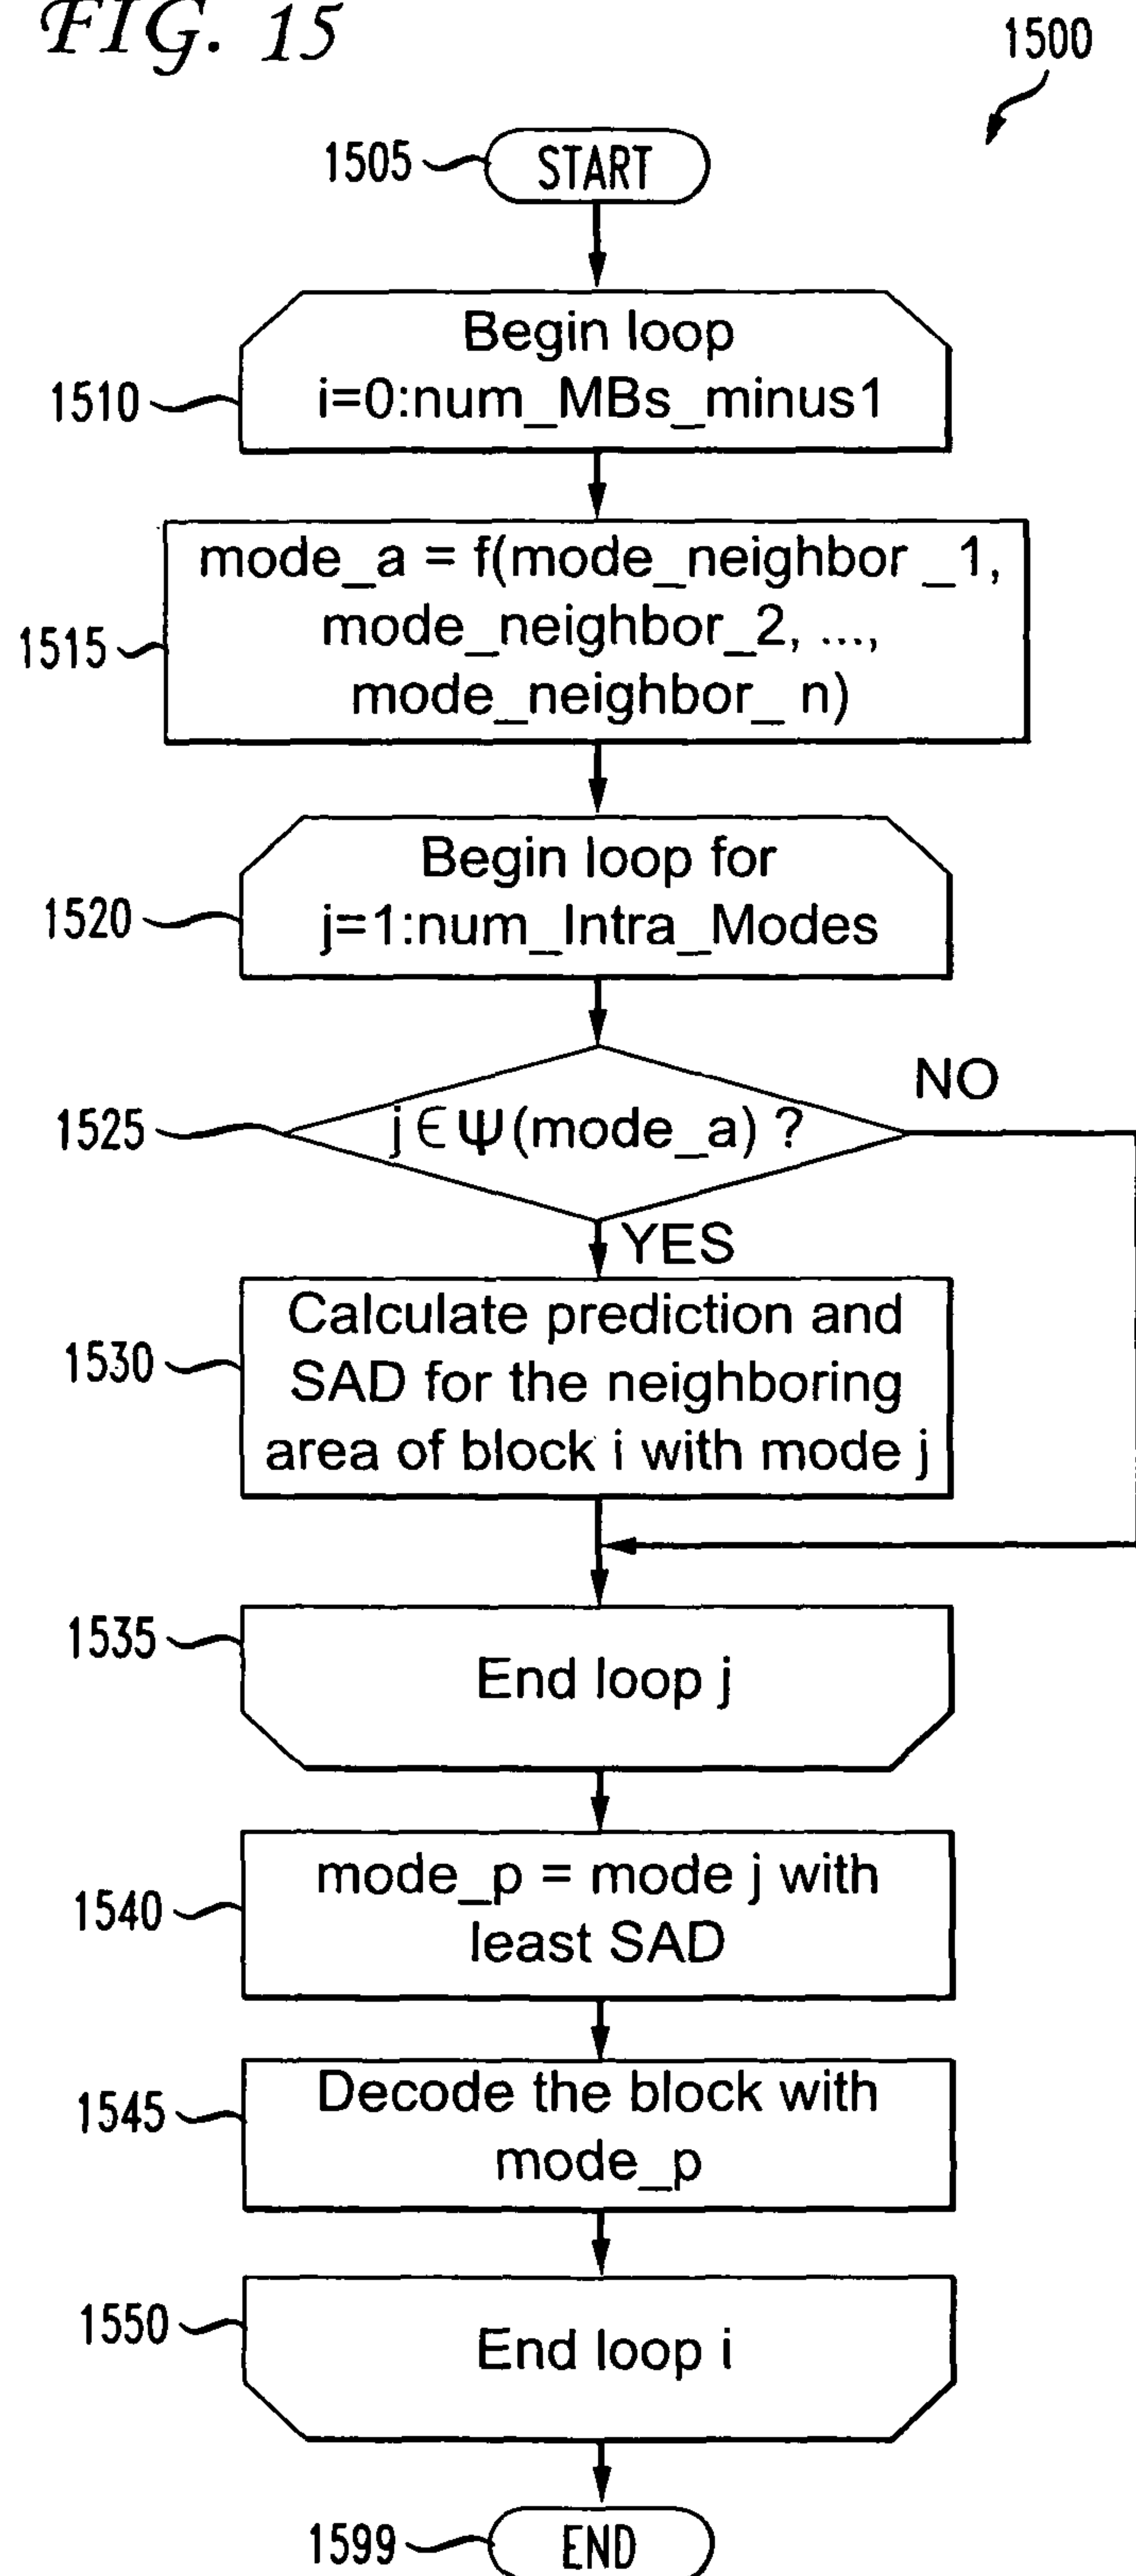 FIG. 15
1500
1505
START
Begin loop
i=0:num_MBs_minus1
1510
mode_a = f(mode_neighbor _1,
mode_neighbor_2, ...,
mode_neighbor_ n)
1515
Begin loop for
j=1:num_Intra_Modes
1520
NO
1525
j ∈ Ψ(mode_a) ?
YES
Calculate prediction and
SAD for the neighboring
area of block i with mode j
1530
1535
End loop j
mode_p = mode j with
least SAD
1540
Decode the block with
mode_p
1545
1550
End loop i
1599
END